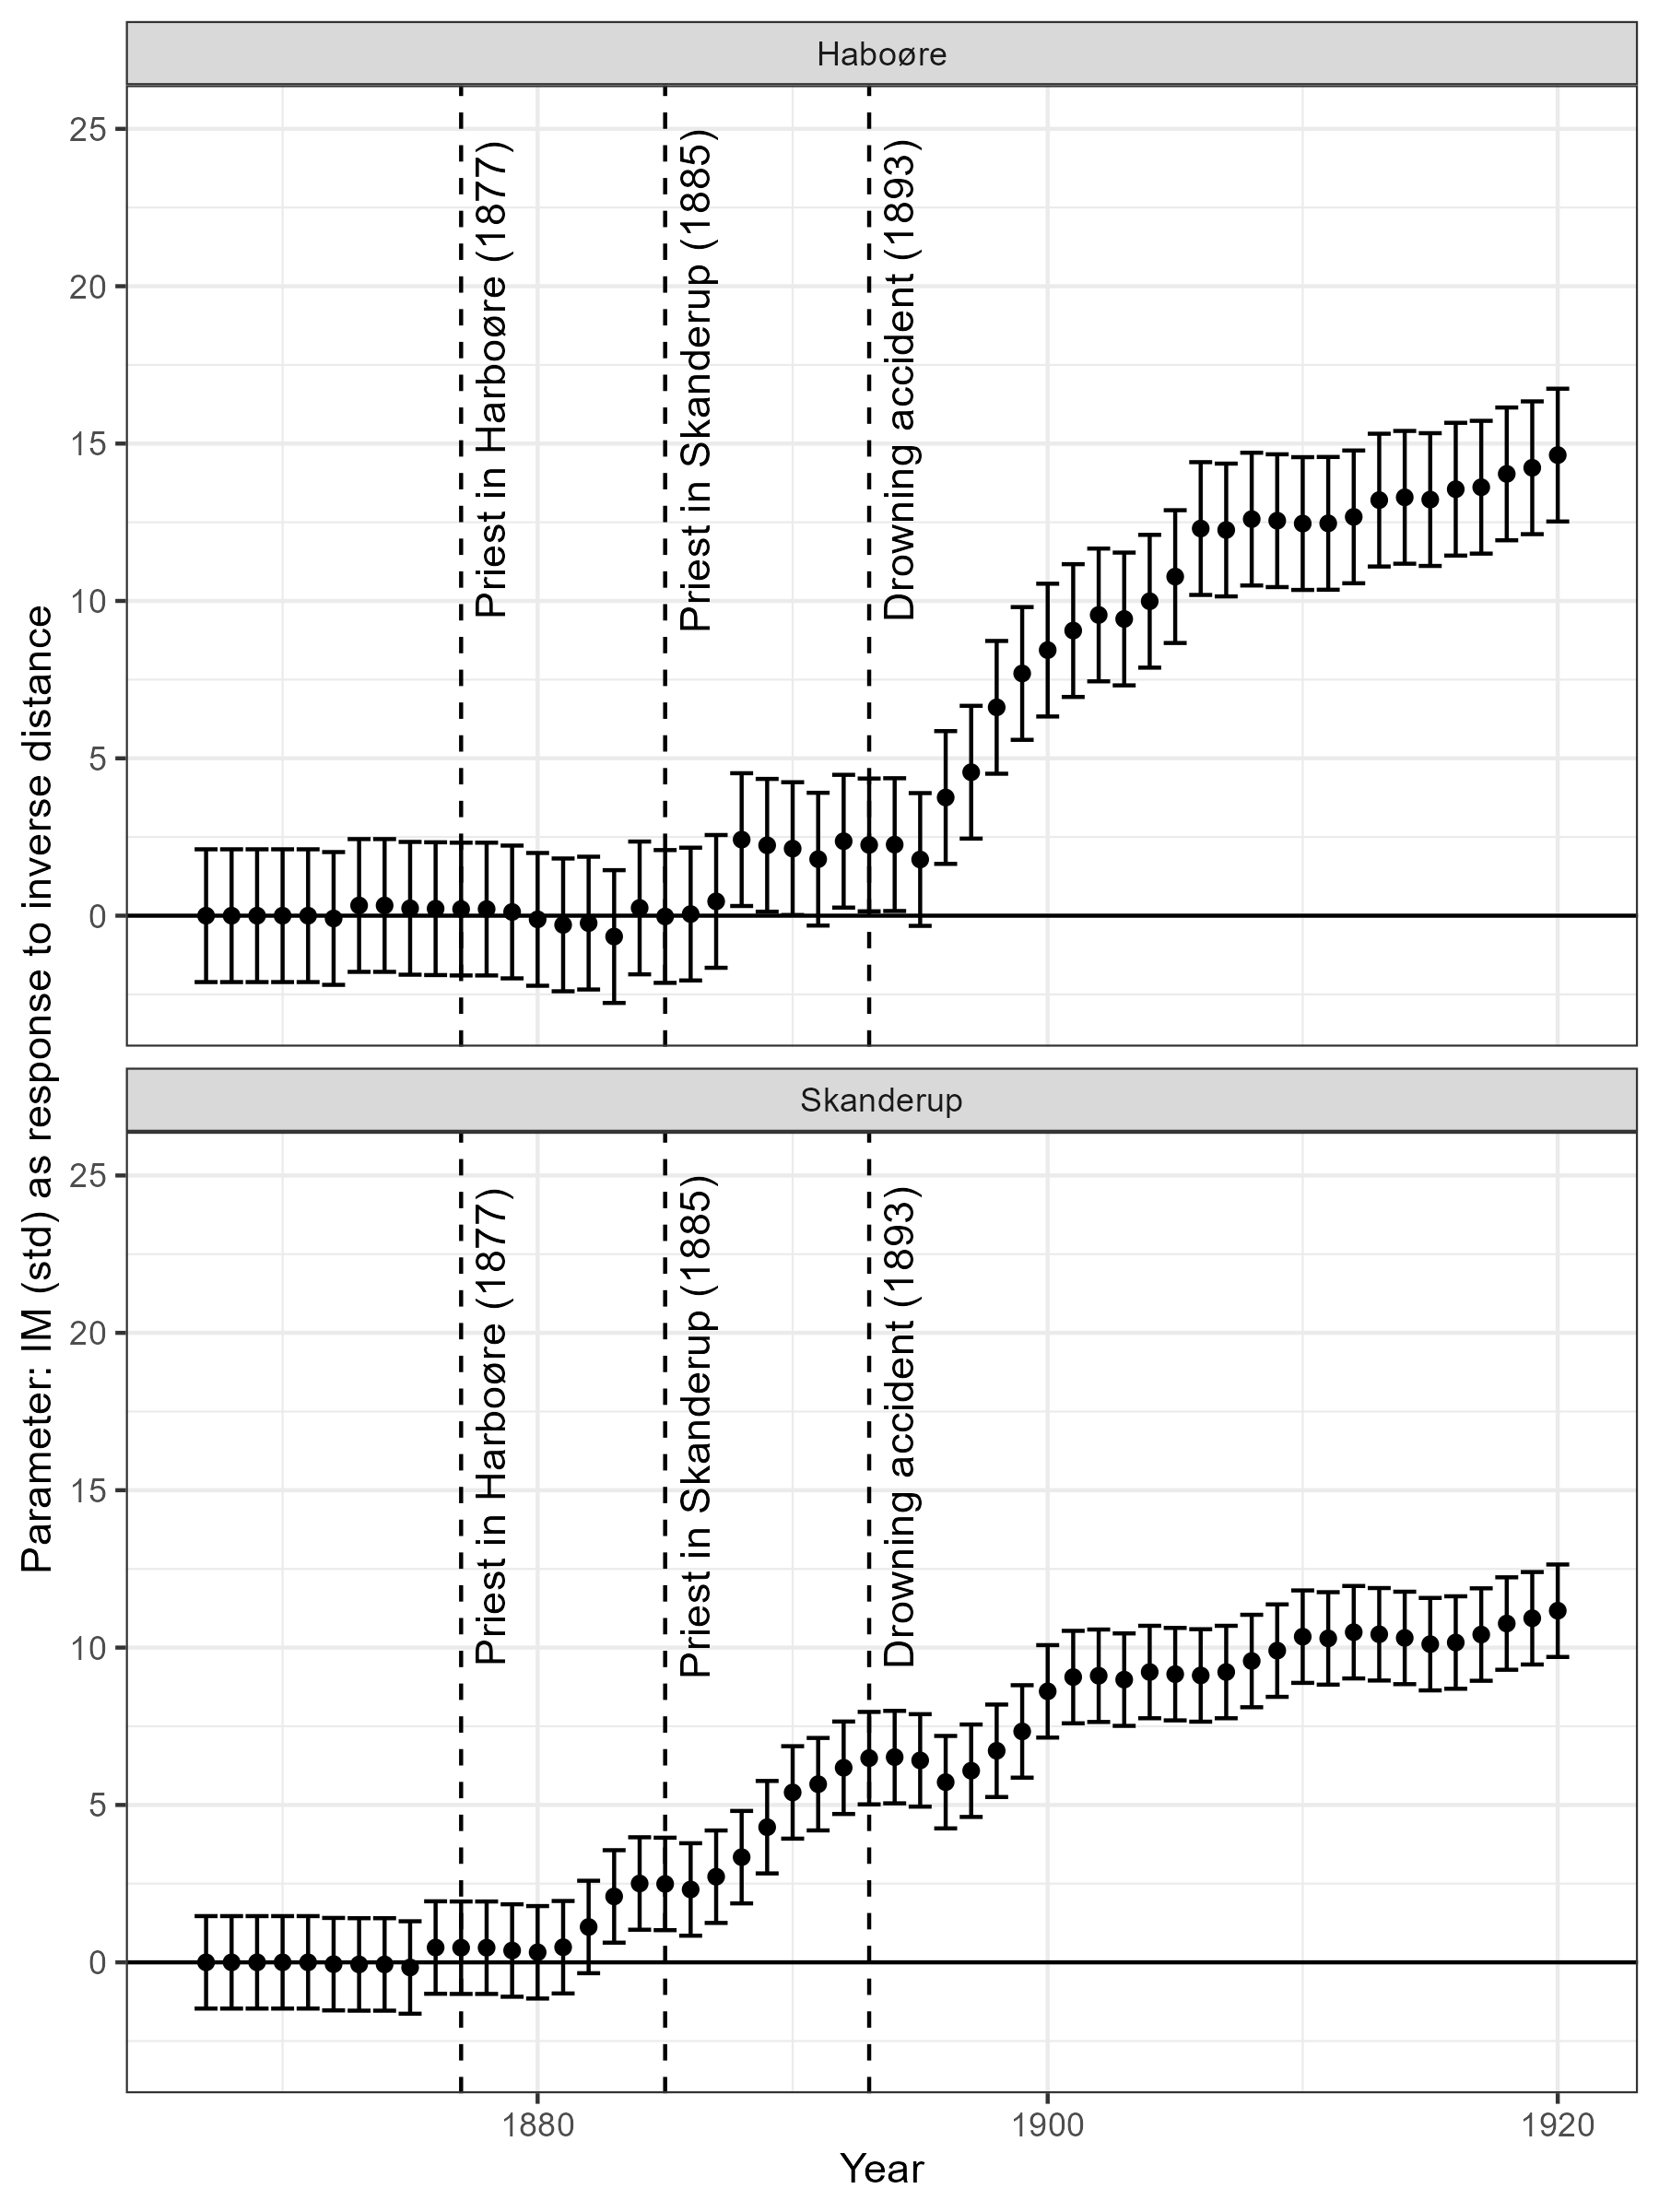 Haboøre
Parameter: IM (std) as response to inverse distance
25
20
15
10
5
0
Priest in Harboøre (1877)
Priest in Skanderup (1885)
Drowning accident (1893)
Skanderup
25
20
15
10
5
0
Priest in Harboøre (1877)
Priest in Skanderup (1885)
Drowning accident (1893)
1880
1900
1920
Year